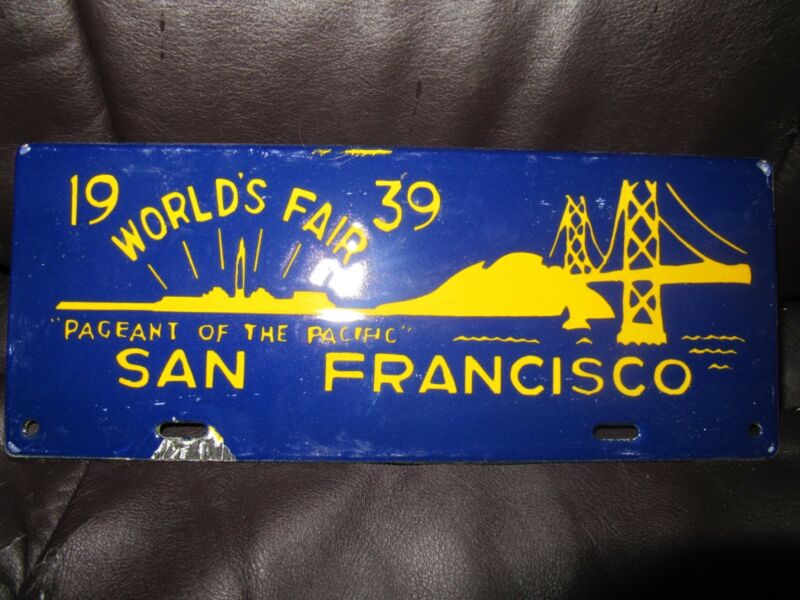 19 WORLD'S FAIR 39
"PAGEANT OF THE PACIFIC"
SAN FRANCISCO